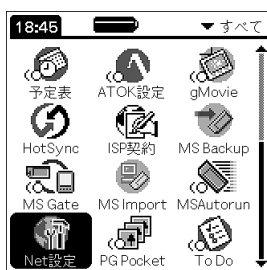 18:45 すべて
予定表 ATOK設定 gMovie
HotSync ISP契約 MS Backup
MS Gate MS Import MSAutorun
Net設定 PG Pocket To Do